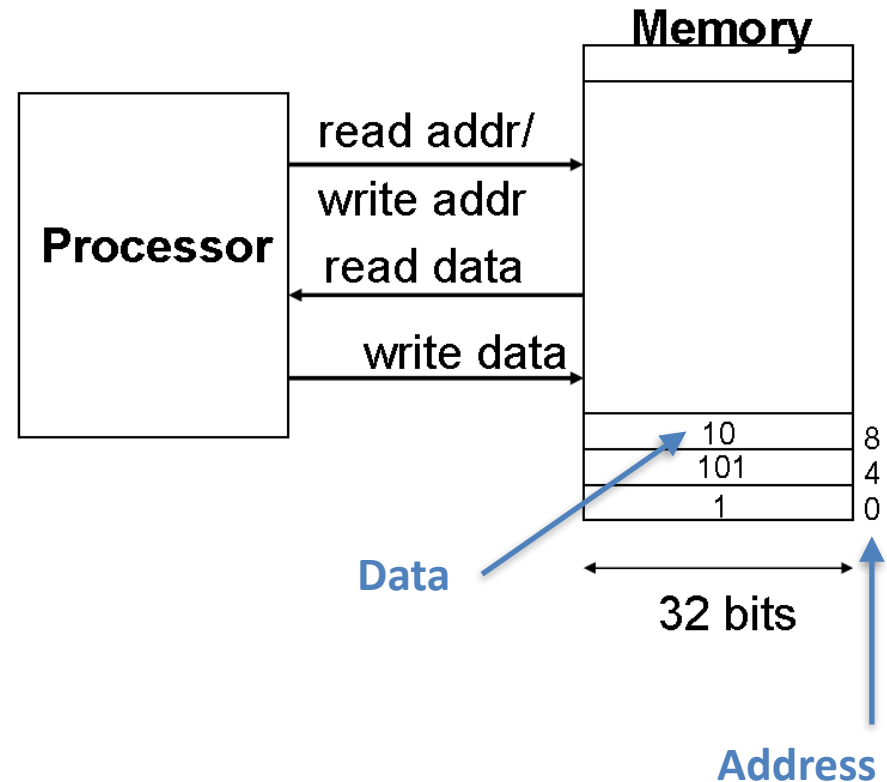 Memory
read addr/
write addr
Processor
read data
write data
10 8
101 4
1 0
Data
32 bits
Address